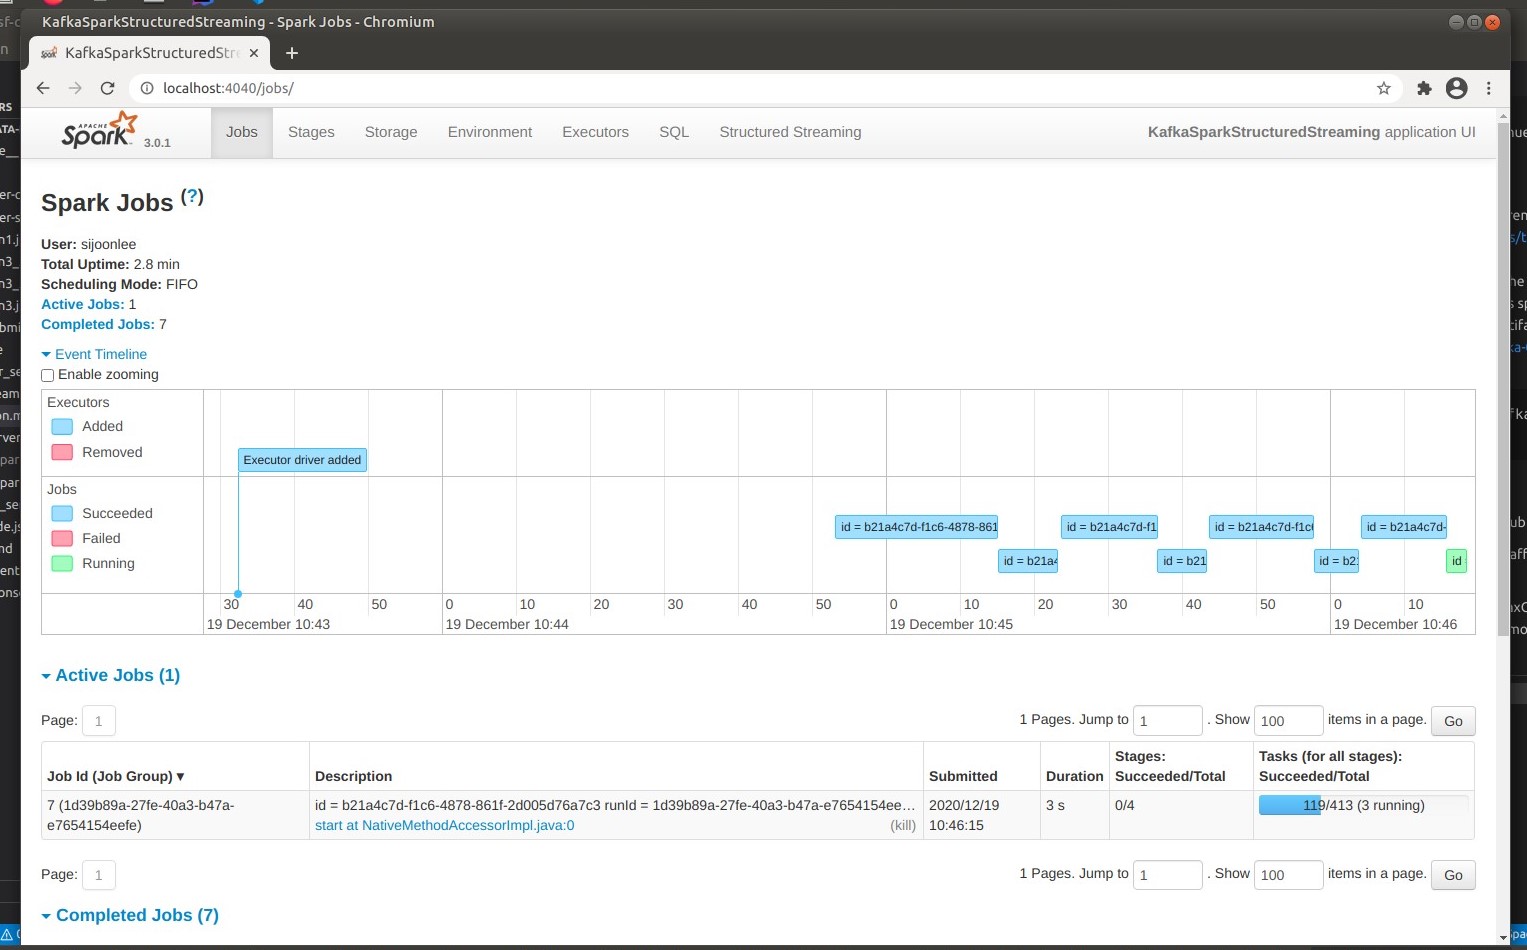 KafkaSparkStructuredStreaming - Spark Jobs - Chromium
KafkaSparkStructuredStre
localhost:4040/jobs/
APACHE
Spark 3.0.1
Jobs Stages Storage Environment Executors SQL Structured Streaming KafkaSparkStructuredStreaming application UI
Spark Jobs (?)
User: sijoonlee
Total Uptime: 2.8 min
Scheduling Mode: FIFO
Active Jobs: 1
Completed Jobs: 7
Event Timeline
Enable zooming
Executors
Added
Removed
Executor driver added
Jobs
Succeeded
Failed
Running
id = b21a4c7d-f1c6-4878-861 id = b21a4c7d-f1 id = b21a4c7d-f1c6 id = b21a4c7d-
id = b21a4 id = b21 id = b2 id
30 40 50 0 10 20 30 40 50 0 10 20 30 40 50 0 10
19 December 10:43 19 December 10:44 19 December 10:45 19 December 10:46
Active Jobs (1)
Page: 1 1 Pages. Jump to 1 . Show 100 items in a page. Go
Job Id (Job Group) ▾ Description Submitted Duration Stages: Succeeded/Total Tasks (for all stages): Succeeded/Total
7 (1d39b89a-27fe-40a3-b47a- id = b21a4c7d-f1c6-4878-861f-2d005d76a7c3 runId = 1d39b89a-27fe-40a3-b47a-e7654154ee... 2020/12/19 3 s 0/4 119/413 (3 running)
e7654154eefe) start at NativeMethodAccessorImpl.java:0 (kill) 10:46:15
Page: 1 1 Pages. Jump to 1 . Show 100 items in a page. Go
Completed Jobs (7)